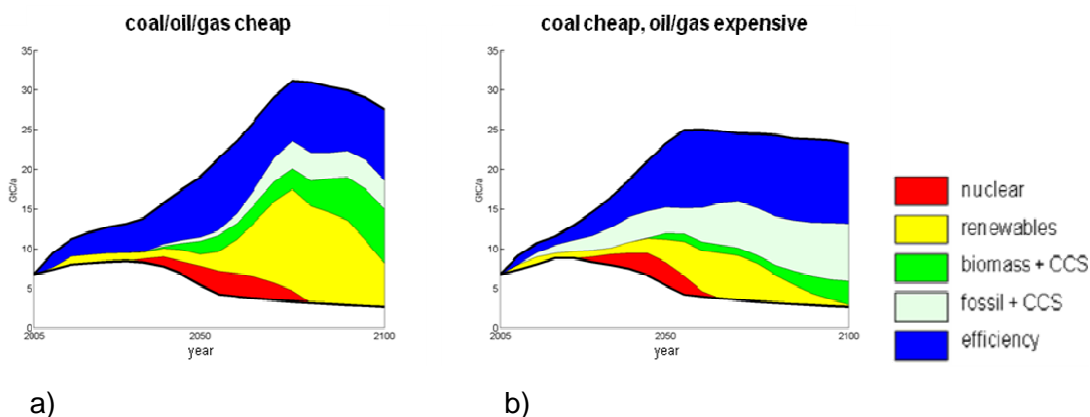 coal/oil/gas cheap
35
30
25
20
15
10
5
0
GtC/a
2005
2050
2100
year
a)
coal cheap, oil/gas expensive
35
30
25
20
15
10
5
0
GtC/a
2005
2050
2100
year
b)
nuclear
renewables
biomass + CCS
fossil + CCS
efficiency